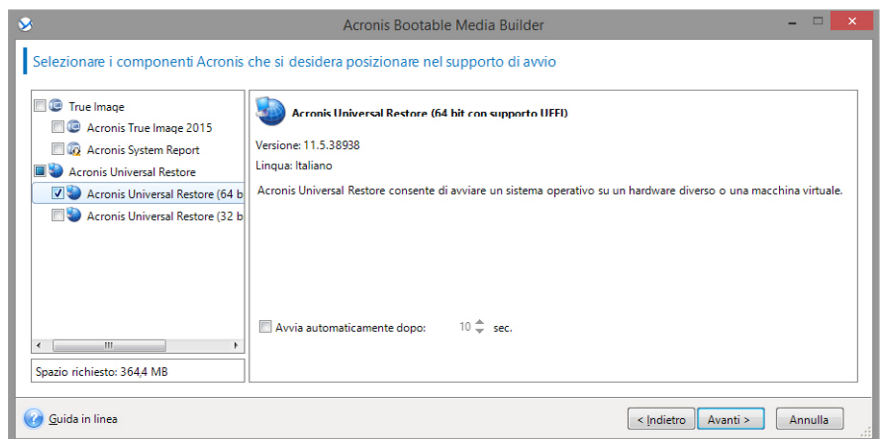 Acronis Bootable Media Builder
Selezionare i componenti Acronis che si desidera posizionare nel supporto di avvio
True Image
Acronis True Image 2015
Acronis System Report
Acronis Universal Restore
Acronis Universal Restore (64 b
Acronis Universal Restore (32 b
Spazio richiesto: 364,4 MB
Acronis Universal Restore (64 bit con supporto UEFI)
Versione: 11.5.38938
Lingua: Italiano
Acronis Universal Restore consente di avviare un sistema operativo su un hardware diverso o una macchina virtuale.
Avvia automaticamente dopo: 10 sec.
Guida in linea
< Indietro Avanti > Annulla